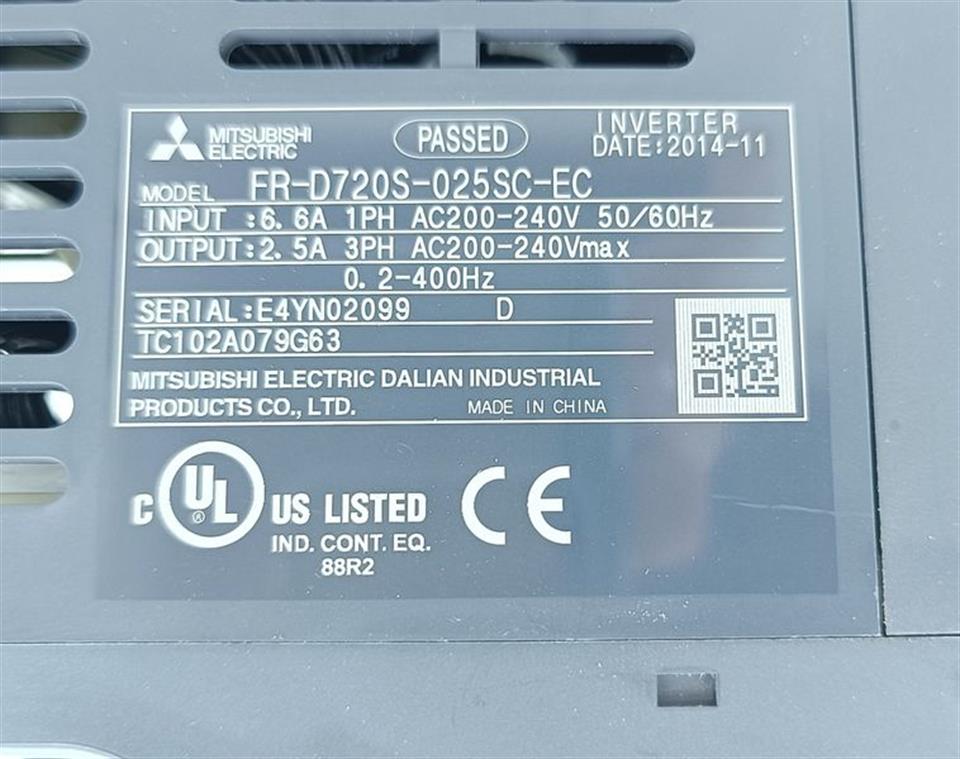 MITSUBISHI
ELECTRIC
PASSED
INVERTER
DATE:2014-11
MODEL FR-D720S-025SC-EC
INPUT :6.6A 1PH AC200-240V 50/60Hz
OUTPUT:2.5A 3PH AC200-240Vmax
0.2-400Hz
SERIAL:E4YN02099 D
TC102A079G63
MITSUBISHI ELECTRIC DALIAN INDUSTRIAL
PRODUCTS CO., LTD. MADE IN CHINA
C UL ® US LISTED CE
IND. CONT. EQ.
88R2